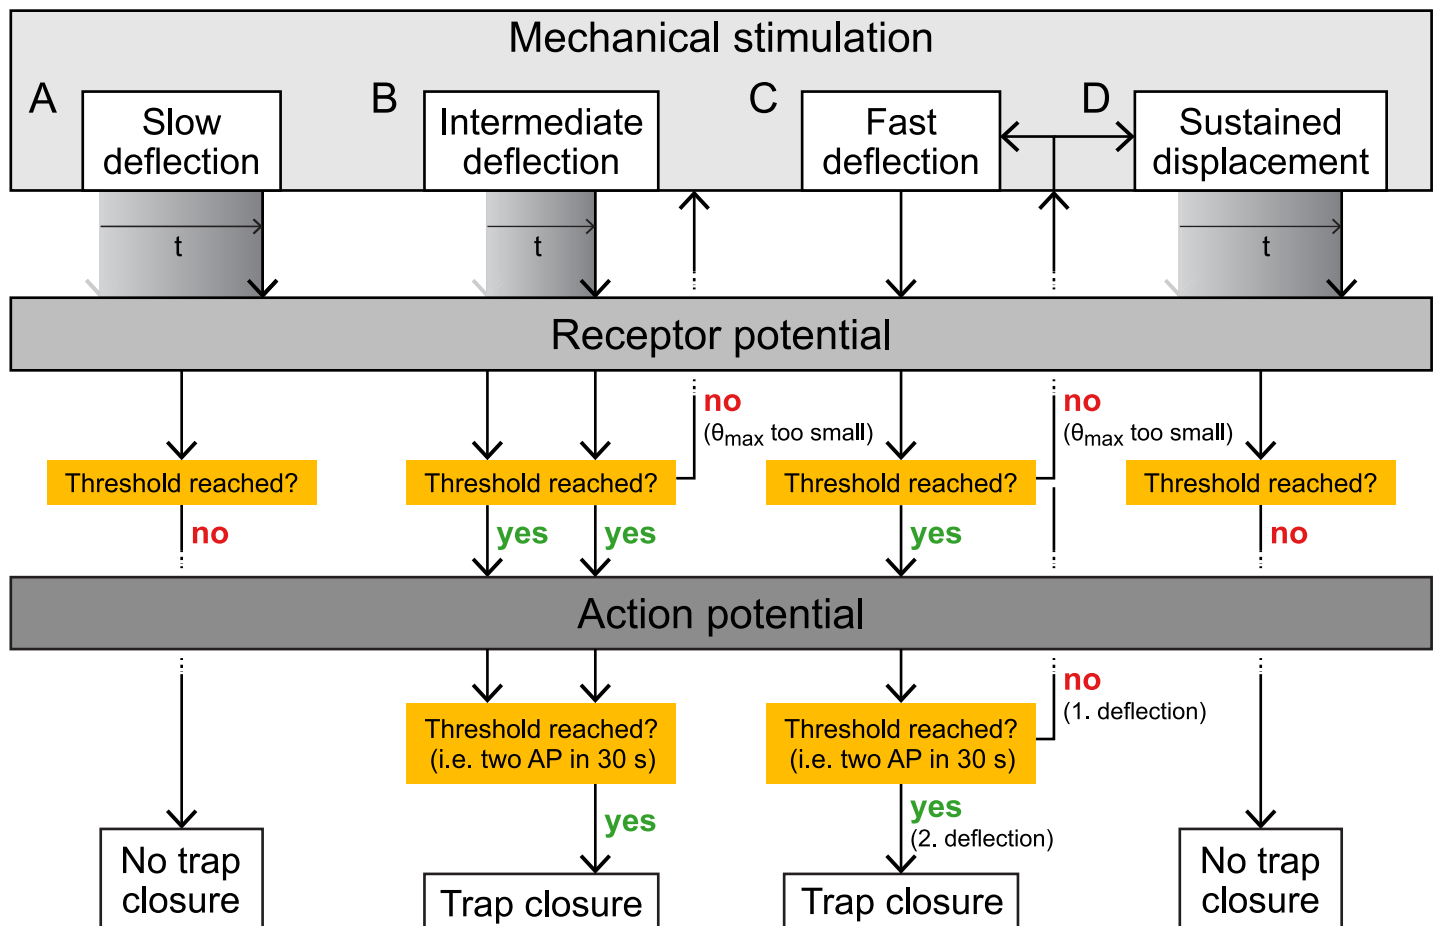 Mechanical stimulation
A
Slow
deflection
B
Intermediate
deflection
C
Fast
deflection
D
Sustained
displacement
t
t
t
Receptor potential
no
(θmax too small)
no
(θmax too small)
Threshold reached?
Threshold reached?
Threshold reached?
Threshold reached?
no
yes
yes
yes
no
Action potential
no
(1. deflection)
Threshold reached?
(i.e. two AP in 30 s)
Threshold reached?
(i.e. two AP in 30 s)
yes
yes
(2. deflection)
No trap
closure
Trap closure
Trap closure
No trap
closure